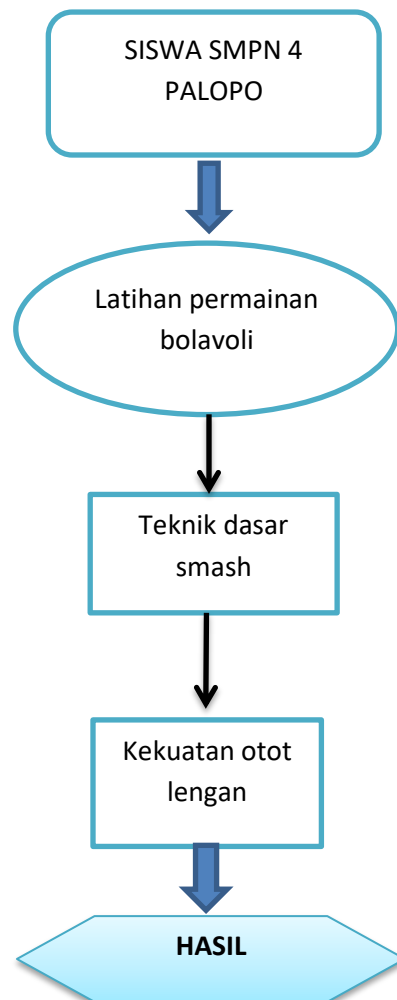 SISWA SMPN 4
PALOPO
Latihan permainan
bolavoli
Teknik dasar
smash
Kekuatan otot
lengan
HASIL